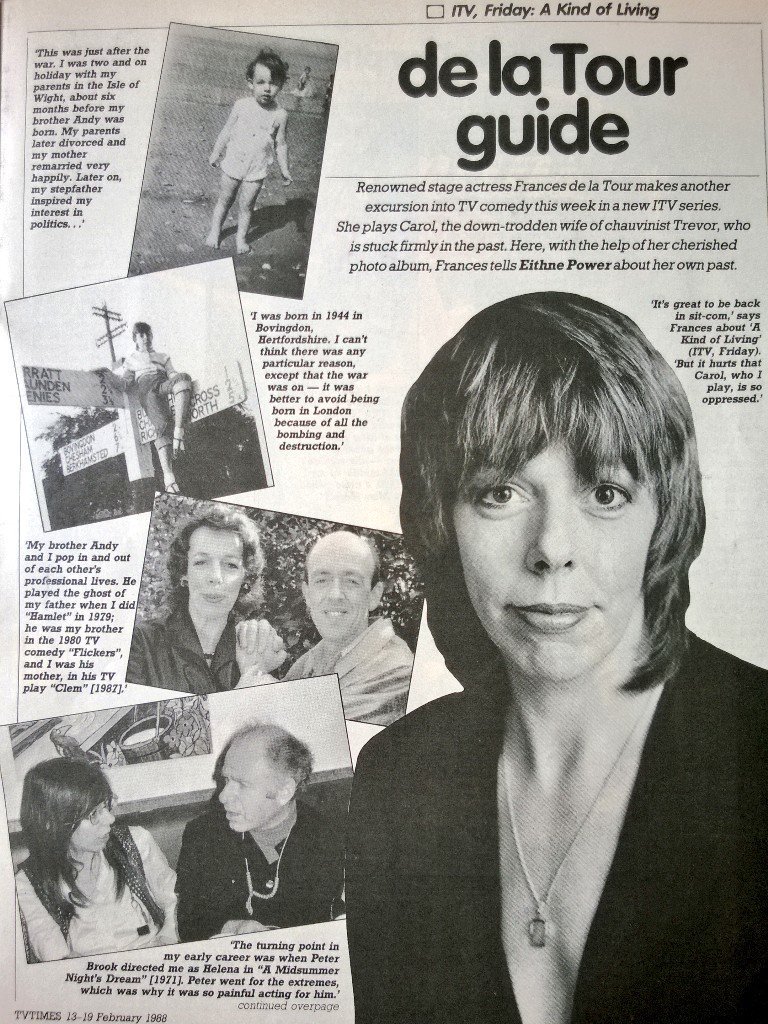 ITV, Friday: A Kind of Living
de la Tour
guide
Renowned stage actress Frances de la Tour makes another
excursion into TV comedy this week in a new ITV series.
She plays Carol, the down-trodden wife of chauvinist Trevor, who
is stuck firmly in the past. Here, with the help of her cherished
photo album, Frances tells Eithne Power about her own past.
'This was just after the
war. I was two and on
holiday with my
parents in the Isle of
Wight, about six
months before my
brother Andy was
born. My parents
later divorced and
my mother
remarried very
happily. Later on,
my stepfather
inspired my
interest in
politics. . .'
'I was born in 1944 in
Bovingdon,
Hertfordshire. I can't
think there was any
particular reason,
except that the war
was on — it was
better to avoid being
born in London
because of all the
bombing and
destruction.'
'It's great to be back
in sit-com,' says
Frances about 'A
Kind of Living'
(ITV, Friday).
'But it hurts that
Carol, who I
play, is so
oppressed.'
RRATT
UNDEN
ENIES
CROSS
ORTH
BOVINGDON
CHESHAM
BERKHAMSTED
'My brother Andy
and I pop in and out
of each other's
professional lives. He
played the ghost of
my father when I did
"Hamlet" in 1979;
he was my brother
in the 1980 TV
comedy "Flickers",
and I was his
mother, in his TV
play "Clem" [1987].'
'The turning point in
my early career was when Peter
Brook directed me as Helena in "A Midsummer
Night's Dream" [1971]. Peter went for the extremes,
which was why it was so painful acting for him.'
continued overpage
TVTIMES 13–19 February 1988